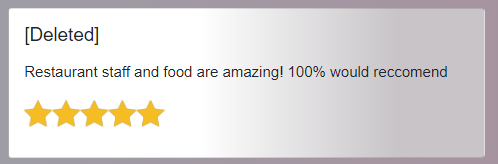 [Deleted]
Restaurant staff and food are amazing! 100% would reccomend